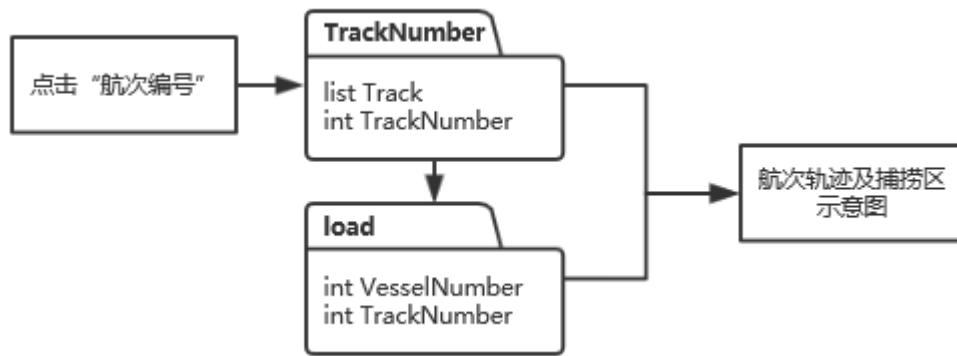 点击“航次编号”
TrackNumber
list Track
int TrackNumber
load
int VesselNumber
int TrackNumber
航次轨迹及捕捞区
示意图